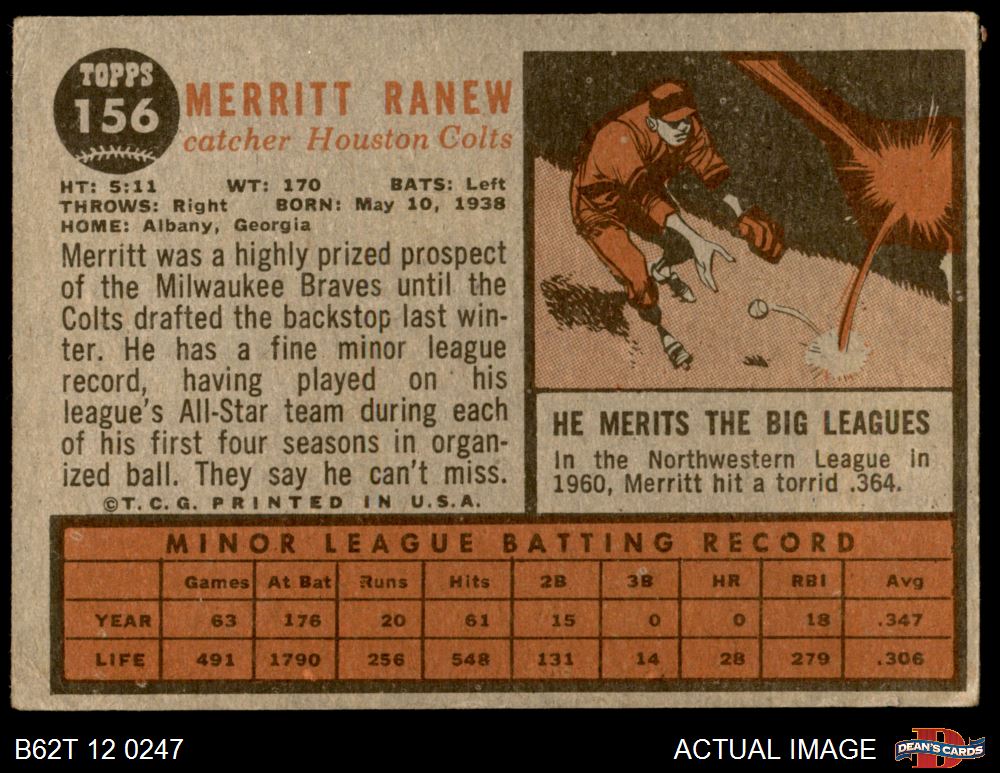 TOPPS
156
MERRITT RANEW
catcher Houston Colts
HT: 5:11 WT: 170 BATS: Left
THROWS: Right BORN: May 10, 1938
HOME: Albany, Georgia
Merritt was a highly prized prospect
of the Milwaukee Braves until the
Colts drafted the backstop last win-
ter. He has a fine minor league
record, having played on his
league's All-Star team during each
of his first four seasons in organ-
ized ball. They say he can't miss.
©T.C.G. PRINTED IN U.S.A.
HE MERITS THE BIG LEAGUES
In the Northwestern League in
1960, Merritt hit a torrid .364.
MINOR LEAGUE BATTING RECORD
Games At Bat Runs Hits 2B 3B HR RBI Avg
YEAR 63 176 20 61 15 0 0 18 .347
LIFE 491 1790 256 548 131 14 28 279 .306
B62T 12 0247
ACTUAL IMAGE
DEAN'S CARDS